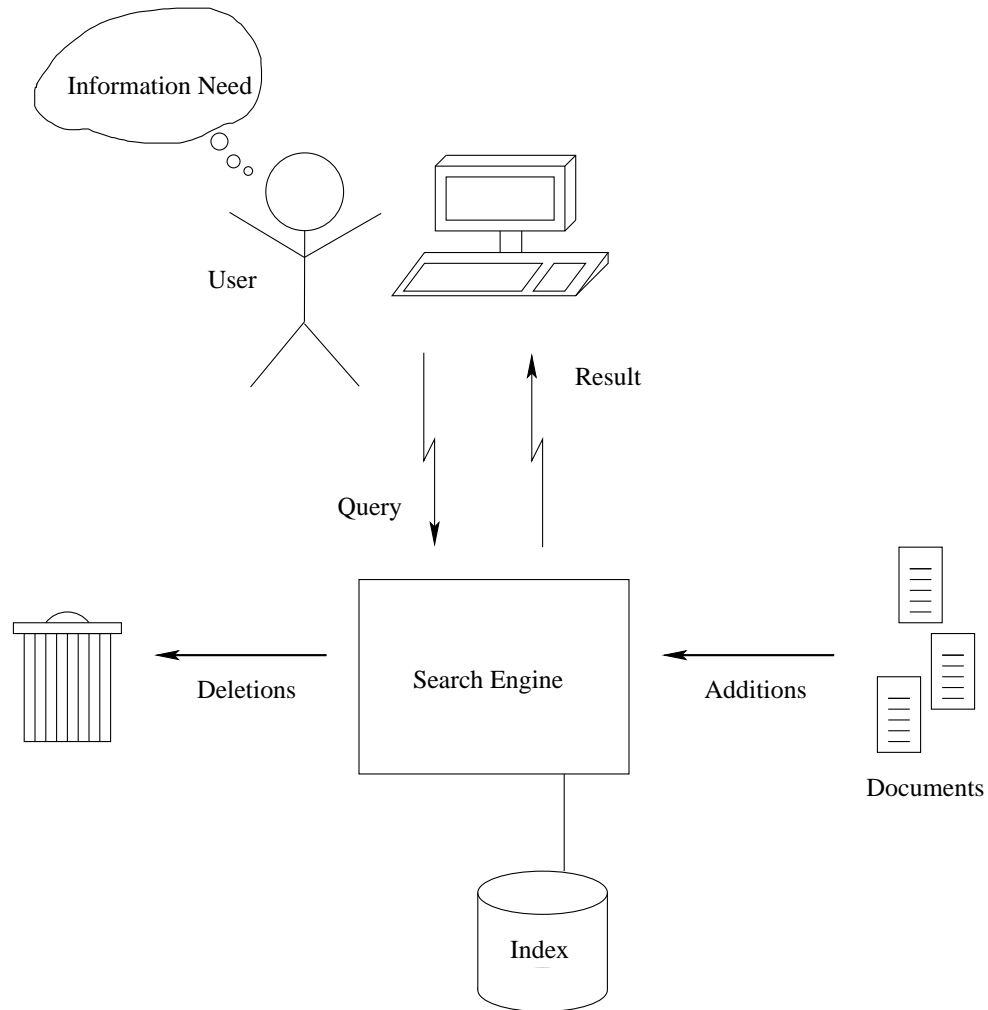 Information Need
User
Result
Query
Deletions
Search Engine
Additions
Documents
Index